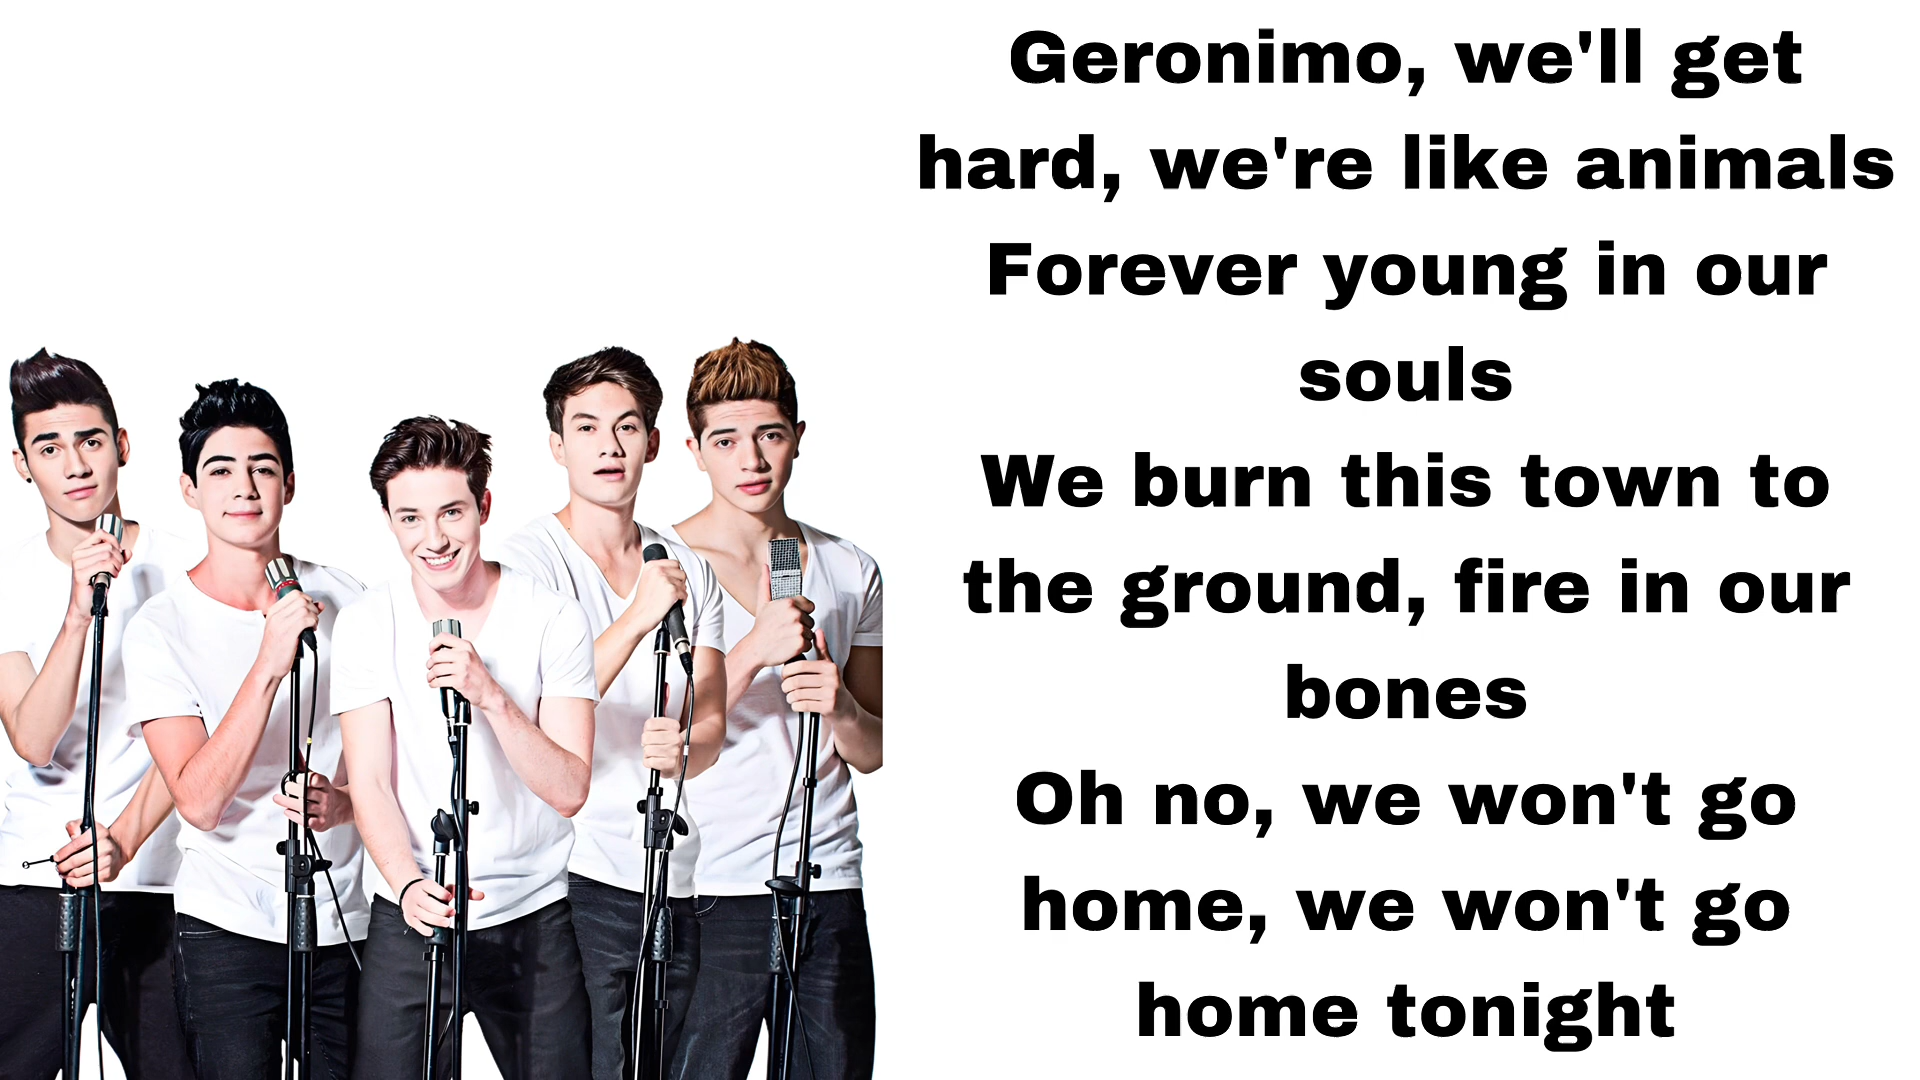 Geronimo, we'll get
hard, we're like animals
Forever young in our
souls
We burn this town to
the ground, fire in our
bones
Oh no, we won't go
home, we won't go
home tonight